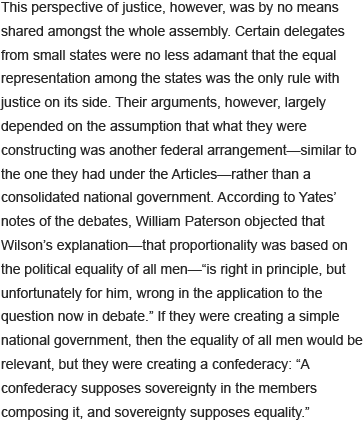 This perspective of justice, however, was by no means
shared amongst the whole assembly. Certain delegates
from small states were no less adamant that the equal
representation among the states was the only rule with
justice on its side. Their arguments, however, largely
depended on the assumption that what they were
constructing was another federal arrangement—similar to
the one they had under the Articles—rather than a
consolidated national government. According to Yates’
notes of the debates, William Paterson objected that
Wilson’s explanation—that proportionality was based on
the political equality of all men—“is right in principle, but
unfortunately for him, wrong in the application to the
question now in debate.” If they were creating a simple
national government, then the equality of all men would be
relevant, but they were creating a confederacy: “A
confederacy supposes sovereignty in the members
composing it, and sovereignty supposes equality.”